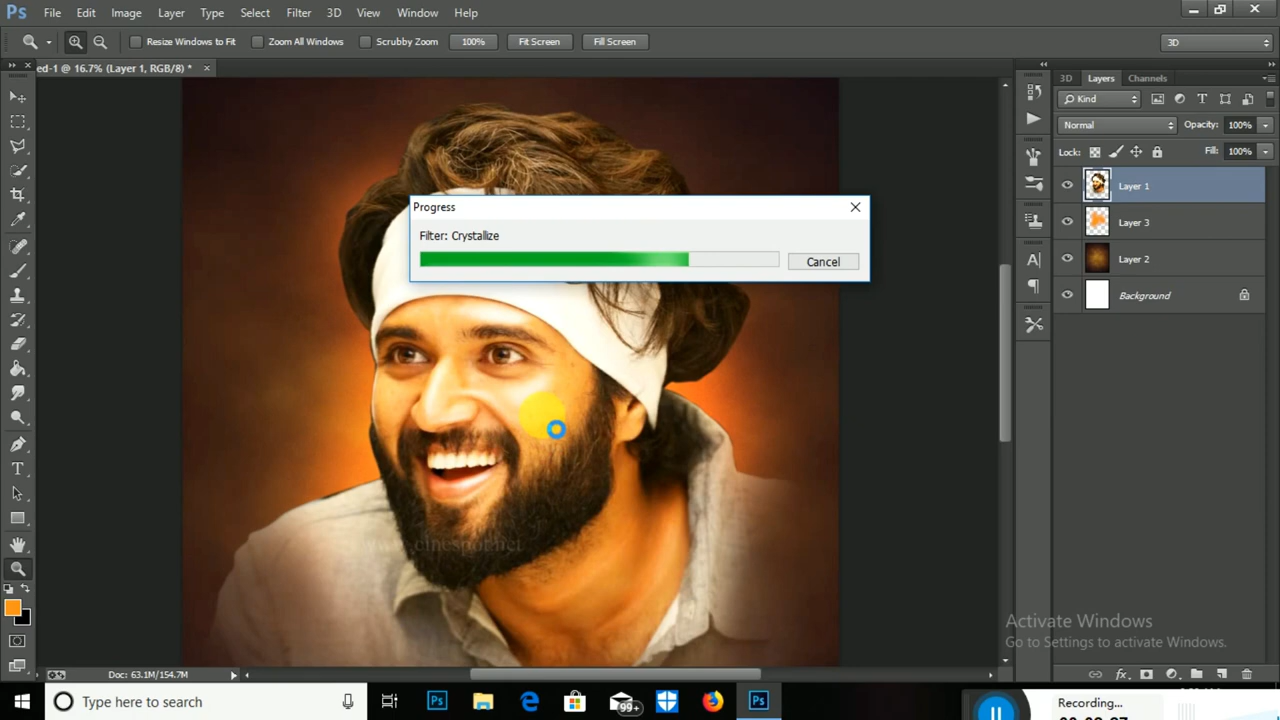 Ps File Edit Image Layer Type Select Filter 3D View Window Help
Resize Windows to Fit Zoom All Windows Scrubby Zoom 100% Fit Screen Fill Screen 3D
ed-1 @ 16.7% (Layer 1, RGB/8) * ×
3D Layers Channels
Kind
Normal Opacity: 100%
Lock: Fill: 100%
Layer 1
Layer 3
Layer 2
Background
Progress
Filter: Crystallize
Cancel
Activate Windows
Go to Settings to activate Windows.
Doc: 63.1M/154.7M
Type here to search
99+
Recording...